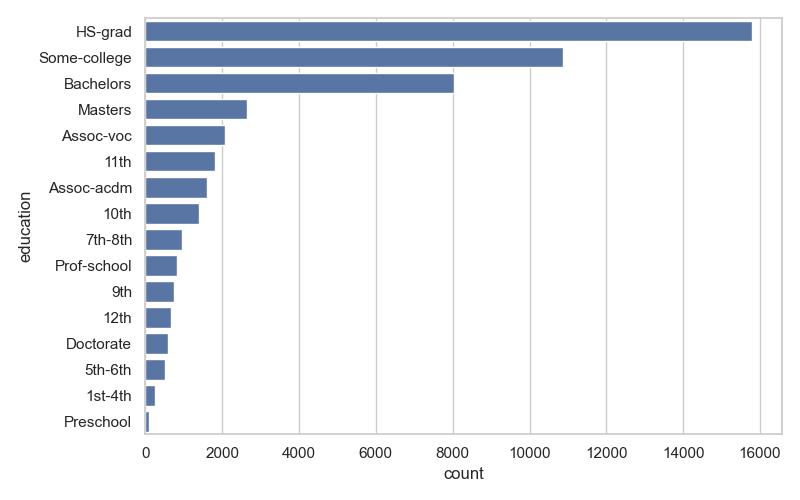 HS-grad
Some-college
Bachelors
Masters
Assoc-voc
11th
Assoc-acdm
10th
7th-8th
Prof-school
9th
12th
Doctorate
5th-6th
1st-4th
Preschool
education
0 2000 4000 6000 8000 10000 12000 14000 16000
count